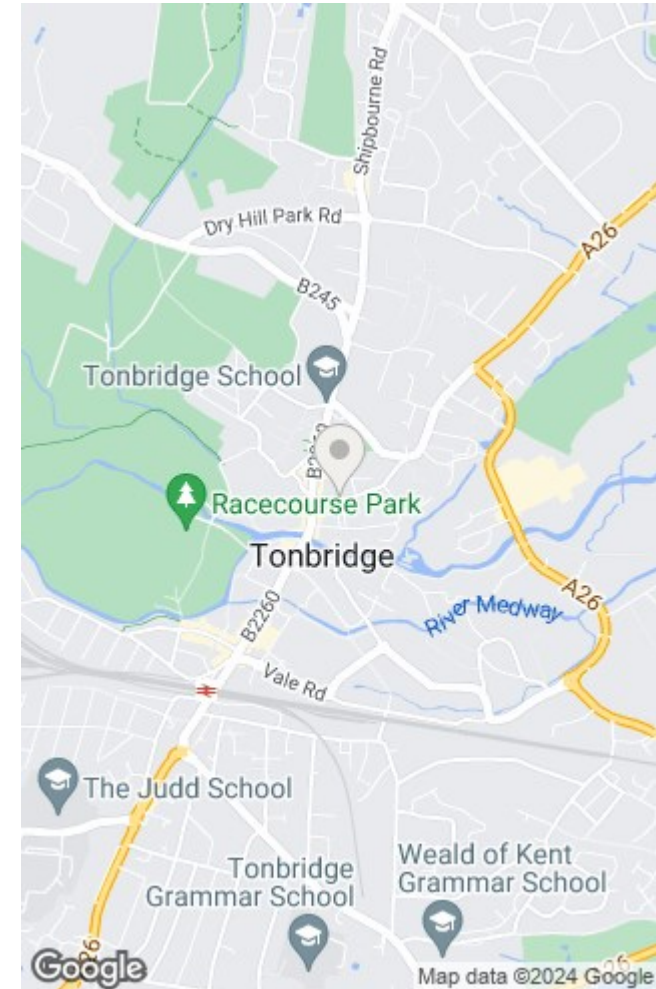 Shipbourne Rd
Dry Hill Park Rd
A26
B245
Tonbridge School
Racecourse Park
Tonbridge
A26
River Medway
B2260
Vale Rd
The Judd School
Tonbridge
Grammar School
Weald of Kent
Grammar School
Google
Map data ©2024 Google